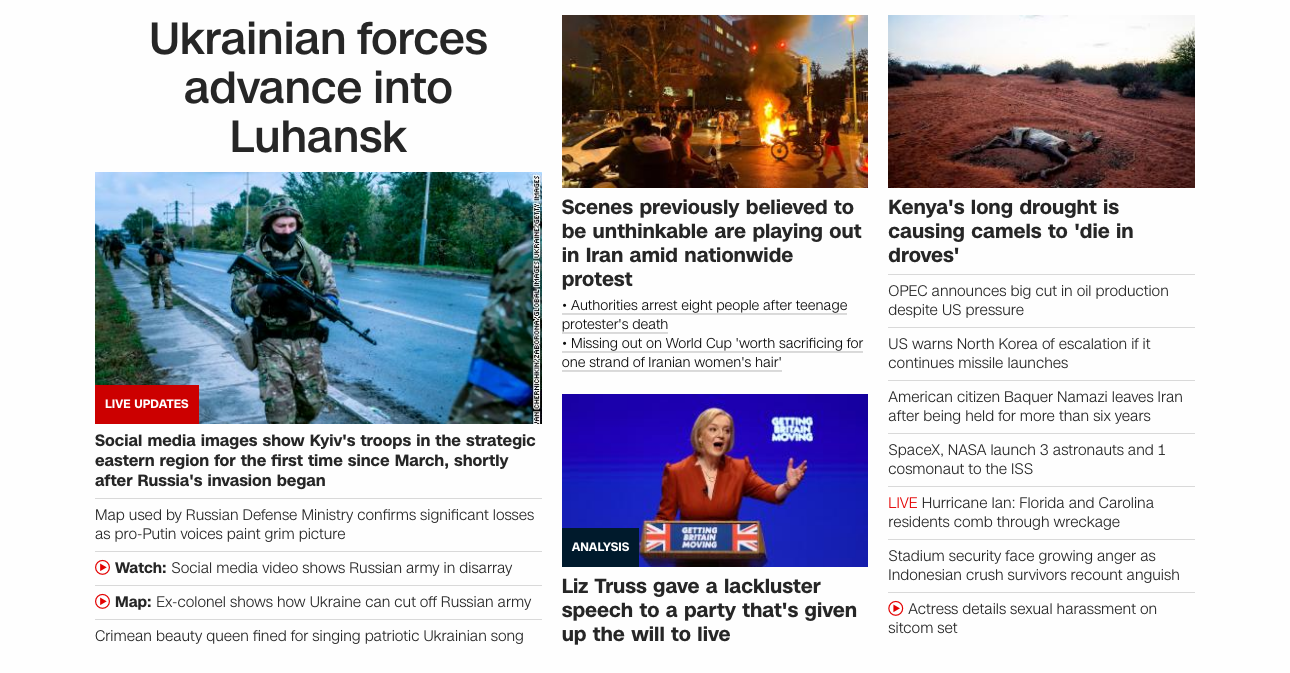 Ukrainian forces
advance into
Luhansk
GLOBAL IMAGES UKRAINE/GETTY IMAGES
LIVE UPDATES
Social media images show Kyiv's troops in the strategic
eastern region for the first time since March, shortly
after Russia's invasion began
Map used by Russian Defense Ministry confirms significant losses
as pro-Putin voices paint grim picture
Watch: Social media video shows Russian army in disarray
Map: Ex-colonel shows how Ukraine can cut off Russian army
Crimean beauty queen fined for singing patriotic Ukrainian song
Scenes previously believed to
be unthinkable are playing out
in Iran amid nationwide
protest
• Authorities arrest eight people after teenage
protester's death
• Missing out on World Cup 'worth sacrificing for
one strand of Iranian women's hair'
GETTING
BRITAIN
MOVING
GETTING
BRITAIN
MOVING
ANALYSIS
Liz Truss gave a lackluster
speech to a party that's given
up the will to live
Kenya's long drought is
causing camels to 'die in
droves'
OPEC announces big cut in oil production
despite US pressure
US warns North Korea of escalation if it
continues missile launches
American citizen Baquer Namazi leaves Iran
after being held for more than six years
SpaceX, NASA launch 3 astronauts and 1
cosmonaut to the ISS
LIVE Hurricane Ian: Florida and Carolina
residents comb through wreckage
Stadium security face growing anger as
Indonesian crush survivors recount anguish
Actress details sexual harassment on
sitcom set